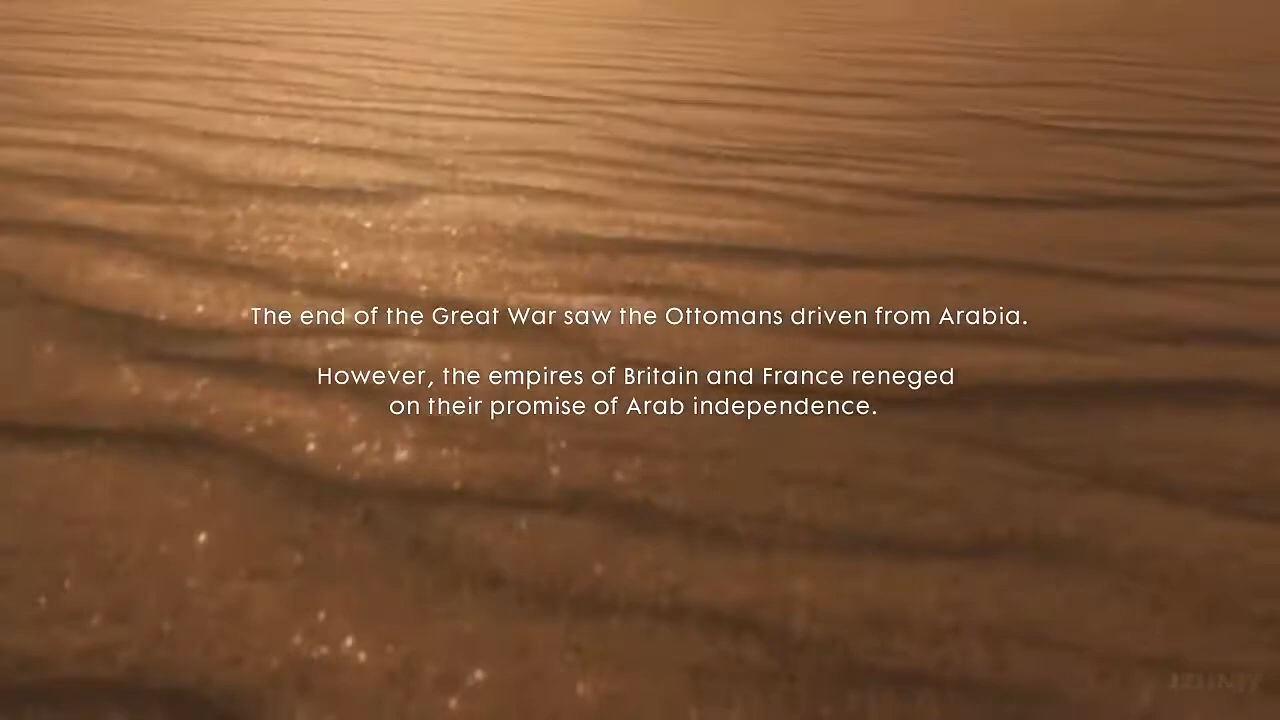 The end of the Great War saw the Ottomans driven from Arabia.
However, the empires of Britain and France reneged
on their promise of Arab independence.